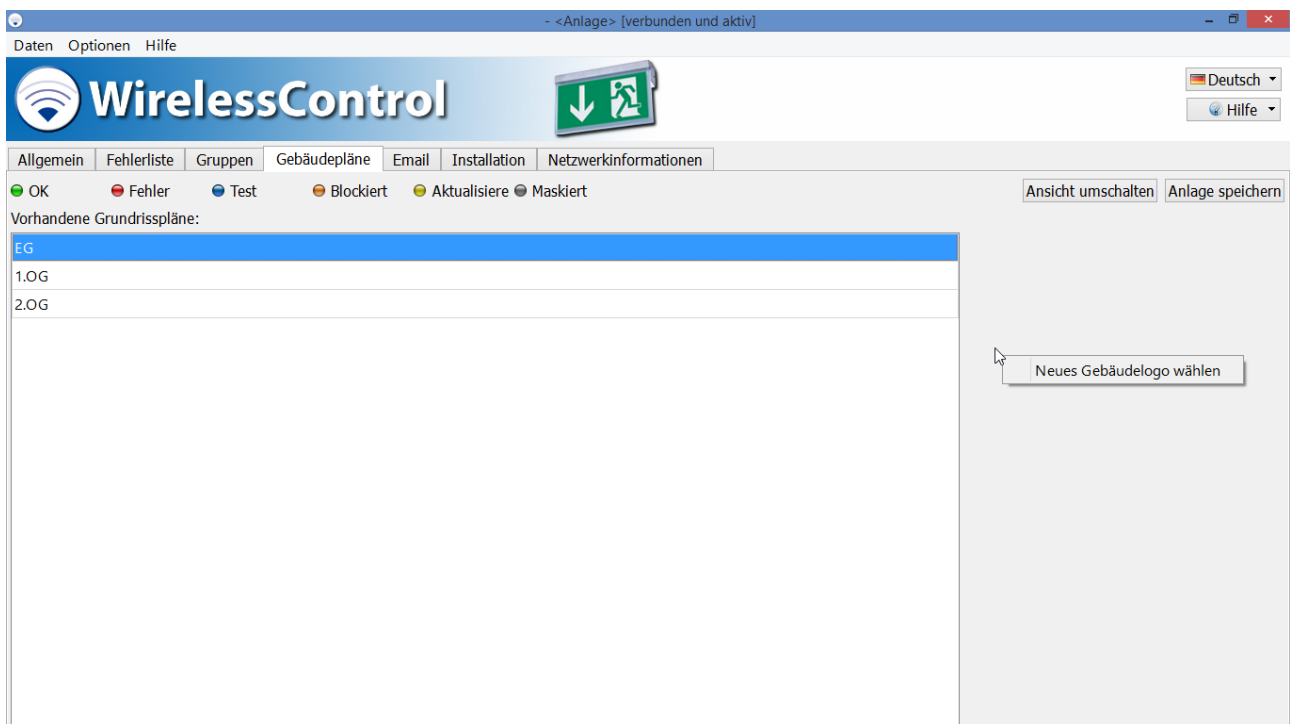 - <Anlage> [verbunden und aktiv]
Daten Optionen Hilfe
WirelessControl
Deutsch
Hilfe
Allgemein Fehlerliste Gruppen Gebäudepläne Email Installation Netzwerkinformationen
OK Fehler Test Blockiert Aktualisiere Maskiert Ansicht umschalten Anlage speichern
Vorhandene Grundrisspläne:
EG
1.OG
2.OG
Neues Gebäudelogo wählen